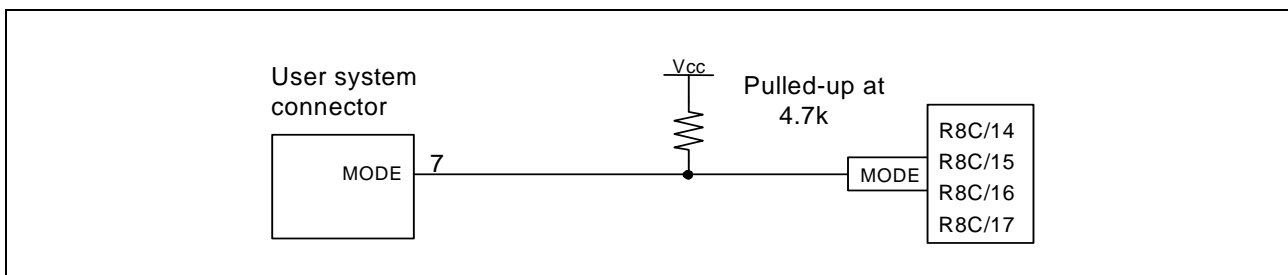 User system
connector
MODE
7
Vcc
Pulled-up at
4.7k
MODE
R8C/14
R8C/15
R8C/16
R8C/17